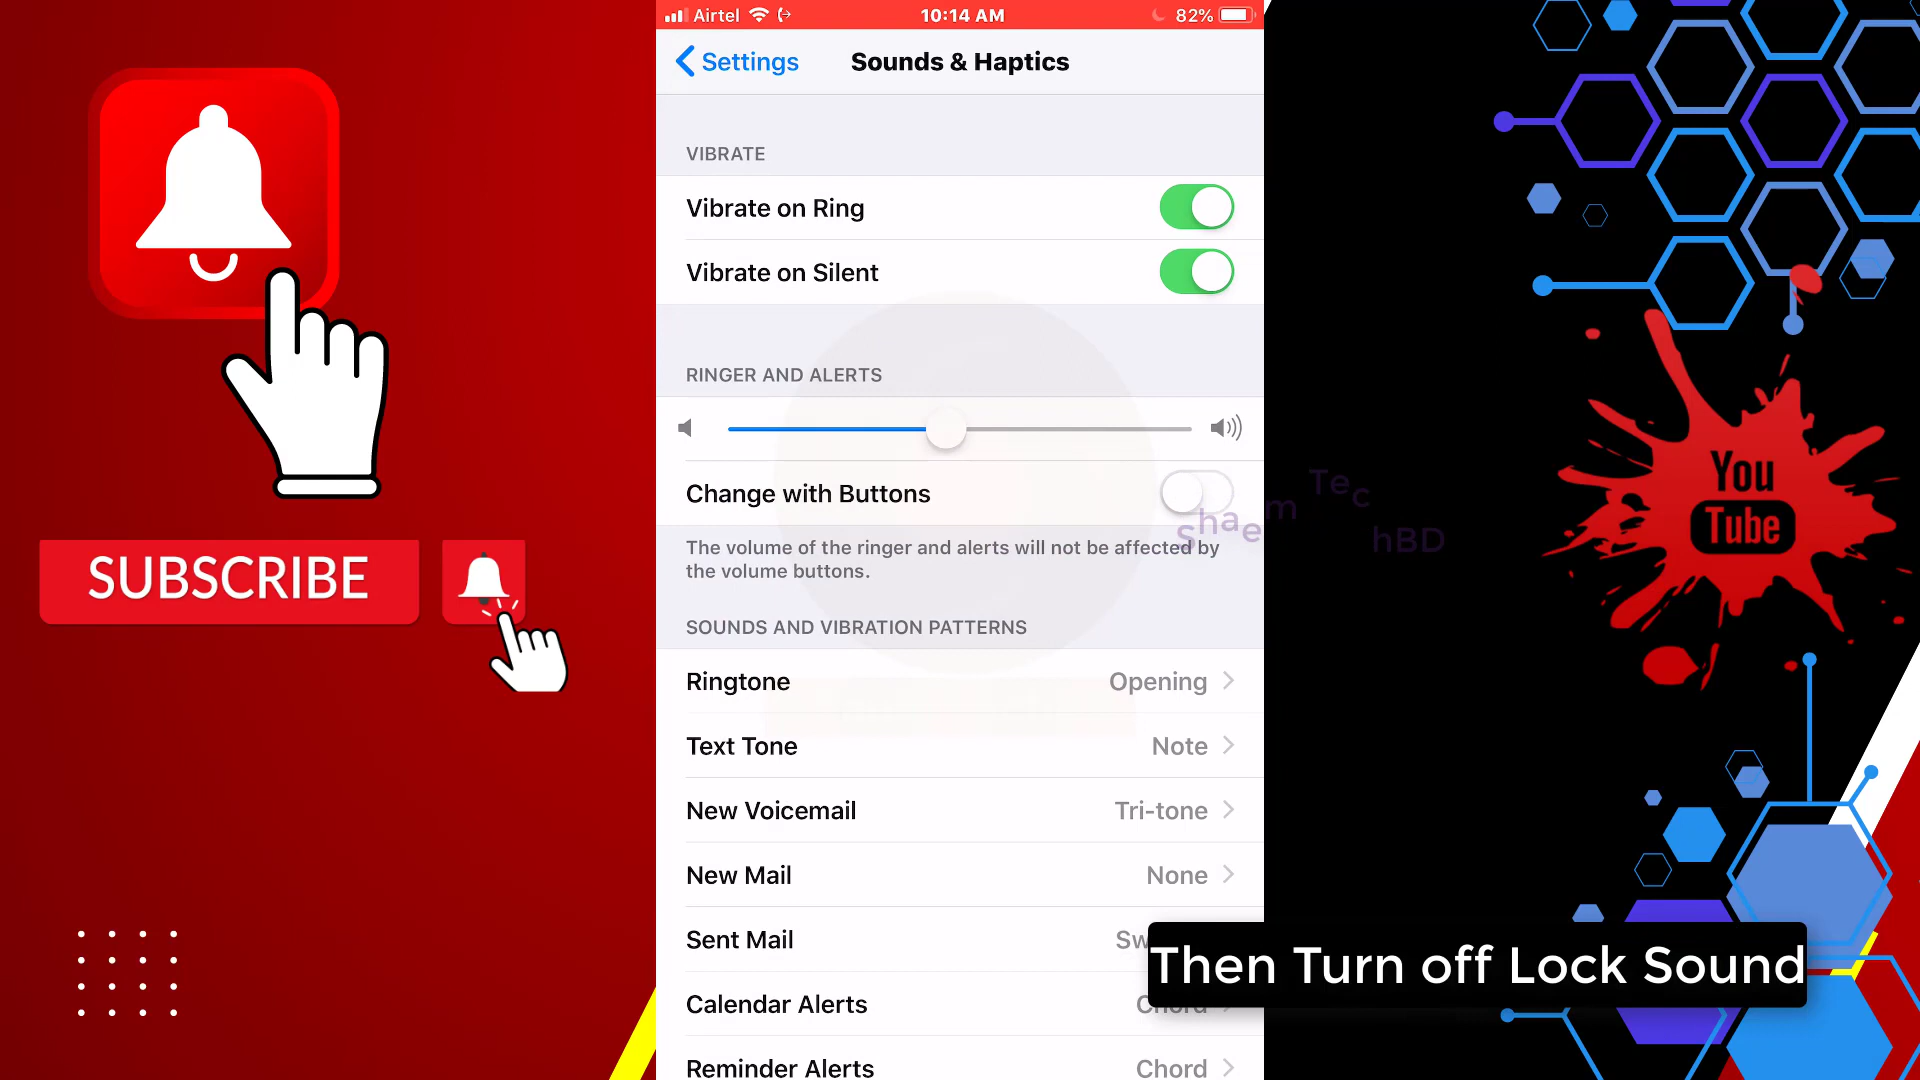 Airtel
10:14 AM
82%
Settings
Sounds & Haptics
VIBRATE
Vibrate on Ring
Vibrate on Silent
RINGER AND ALERTS
Change with Buttons
The volume of the ringer and alerts will not be affected by
the volume buttons.
SOUNDS AND VIBRATION PATTERNS
Ringtone Opening
Text Tone Note
New Voicemail Tri-tone
New Mail None
Sent Mail
Calendar Alerts Chord
Reminder Alerts Chord
SUBSCRIBE
Shaem TechBD
You
Tube
Then Turn off Lock Sound